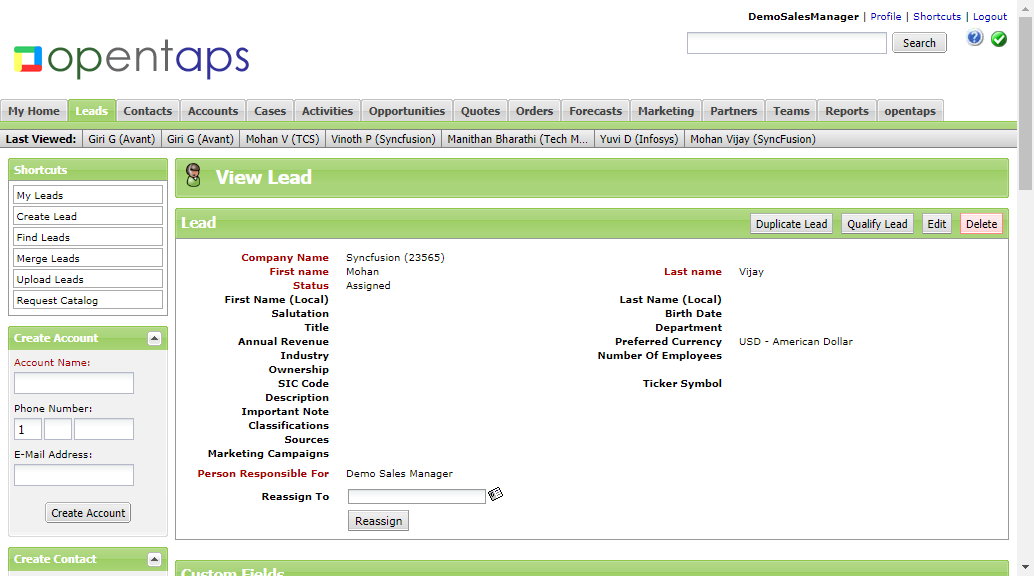 DemoSalesManager | Profile | Shortcuts | Logout
Search
opentaps
My Home Leads Contacts Accounts Cases Activities Opportunities Quotes Orders Forecasts Marketing Partners Teams Reports opentaps
Last Viewed: Giri G (Avant) Giri G (Avant) Mohan V (TCS) Vinoth P (Syncfusion) Manithan Bharathi (Tech M... Yuvi D (Infosys) Mohan Vijay (SyncFusion)
Shortcuts
My Leads
Create Lead
Find Leads
Merge Leads
Upload Leads
Request Catalog
Create Account
Account Name:
Phone Number:
1
E-Mail Address:
Create Account
Create Contact
View Lead
Lead Duplicate Lead Qualify Lead Edit Delete
Company Name Syncfusion (23565)
First name Mohan Last name Vijay
Status Assigned
First Name (Local) Last Name (Local)
Salutation Birth Date
Title Department
Annual Revenue Preferred Currency USD - American Dollar
Industry Number Of Employees
Ownership
SIC Code Ticker Symbol
Description
Important Note
Classifications
Sources
Marketing Campaigns
Person Responsible For Demo Sales Manager
Reassign To
Reassign
Custom Fields